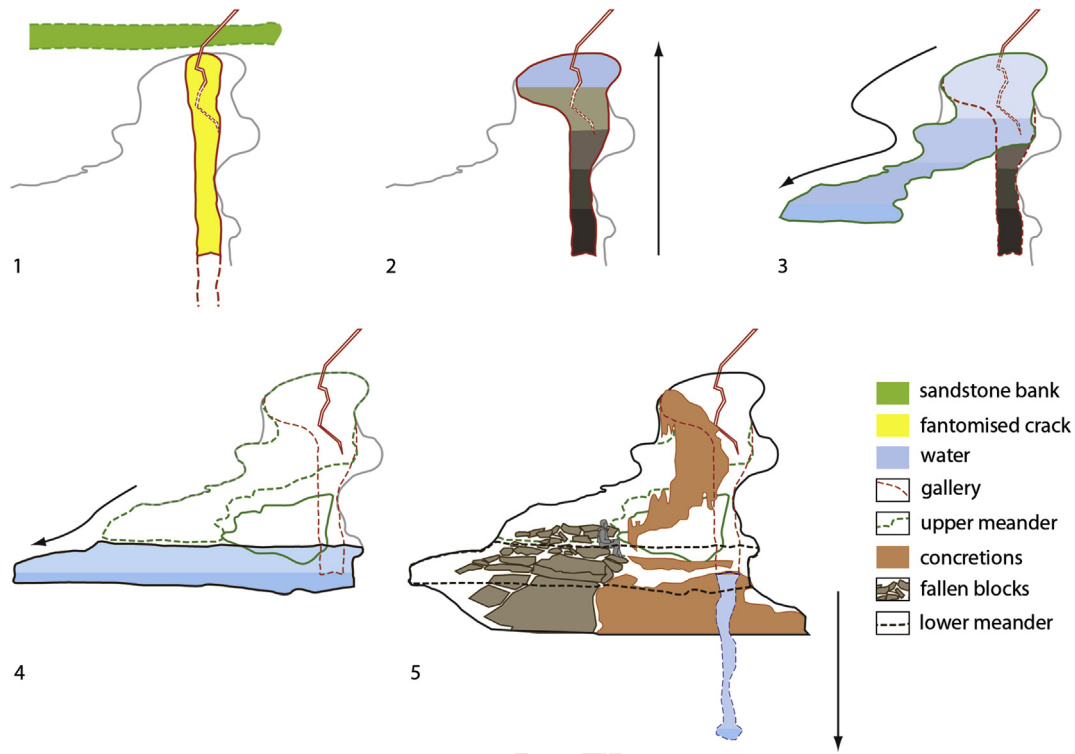 1
2
3
4
5
sandstone bank
fantomised crack
water
gallery
upper meander
concretions
fallen blocks
lower meander